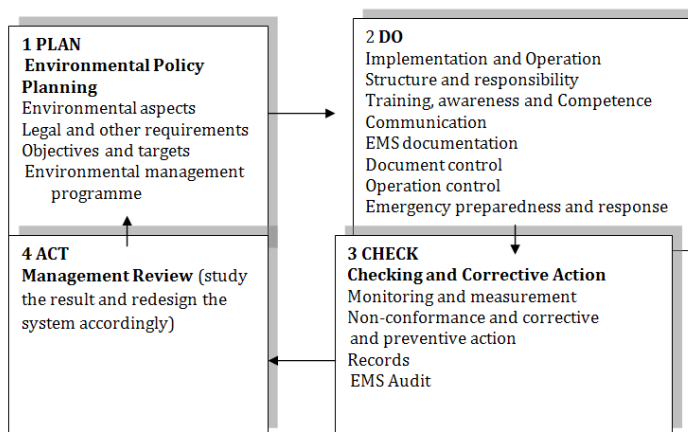 1 PLAN
Environmental Policy
Planning
Environmental aspects
Legal and other requirements
Objectives and targets
Environmental management
programme
2 DO
Implementation and Operation
Structure and responsibility
Training, awareness and Competence
Communication
EMS documentation
Document control
Operation control
Emergency preparedness and response
3 CHECK
Checking and Corrective Action
Monitoring and measurement
Non-conformance and corrective
and preventive action
Records
EMS Audit
4 ACT
Management Review (study
the result and redesign the
system accordingly)